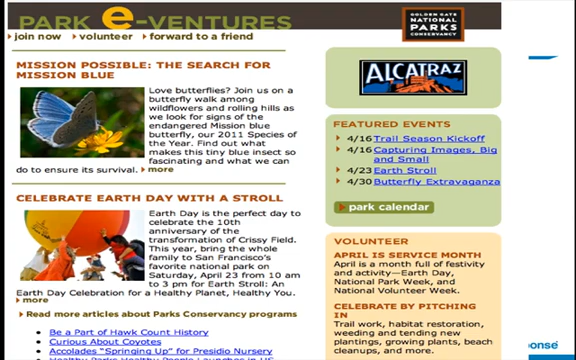 PARK e-VENTURES
GOLDEN GATE
NATIONAL
PARKS
CONSERVANCY
join now volunteer forward to a friend
MISSION POSSIBLE: THE SEARCH FOR
MISSION BLUE
Love butterflies? Join us on a
butterfly walk among
wildflowers and rolling hills as
we look for signs of the
endangered Mission blue
butterfly, our 2011 Species of
the Year. Find out what
makes this tiny blue insect so
fascinating and what we can
do to ensure its survival. more
CELEBRATE EARTH DAY WITH A STROLL
Earth Day is the perfect day to
celebrate the 10th
anniversary of the
transformation of Crissy Field.
This year, bring the whole
family to San Francisco's
favorite national park on
Saturday, April 23 from 10 am
to 3 pm for Earth Stroll: An
Earth Day Celebration for a Healthy Planet, Healthy You.
more
Read more articles about Parks Conservancy programs
Be a Part of Hawk Count History
Curious About Coyotes
Accolades "Springing Up" for Presidio Nursery
Healthy Parks Healthy People Launches in US
ALCATRAZ
FEATURED EVENTS
4/16 Trail Season Kickoff
4/16 Capturing Images, Big
and Small
4/23 Earth Stroll
4/30 Butterfly Extravaganza
park calendar
VOLUNTEER
APRIL IS SERVICE MONTH
April is a month full of festivity
and activity—Earth Day,
National Park Week, and
National Volunteer Week.
CELEBRATE BY PITCHING
IN
Trail work, habitat restoration,
weeding and tending new
plantings, growing plants, beach
cleanups, and more.